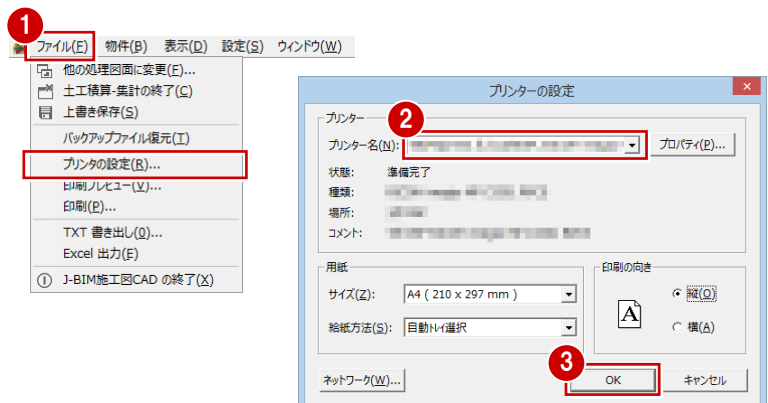 1
ファイル(F) 物件(B) 表示(D) 設定(S) ウィンドウ(W)
他の処理図面に変更(F)...
土工積算-集計の終了(C)
上書き保存(S)
バックアップファイル復元(T)
プリンタの設定(R)...
印刷プレビュー(V)...
印刷(P)...
TXT 書き出し(0)...
Excel 出力(E)
J-BIM施工図CAD の終了(X)
プリンターの設定
×
プリンター
2
プリンター名(N):
プロパティ(P)...
状態: 準備完了
種類:
場所:
コメント:
用紙
サイズ(Z): A4 ( 210 x 297 mm )
給紙方法(S): 自動トレイ選択
印刷の向き
A
縦(O)
横(A)
3
ネットワーク(W)...
OK
キャンセル